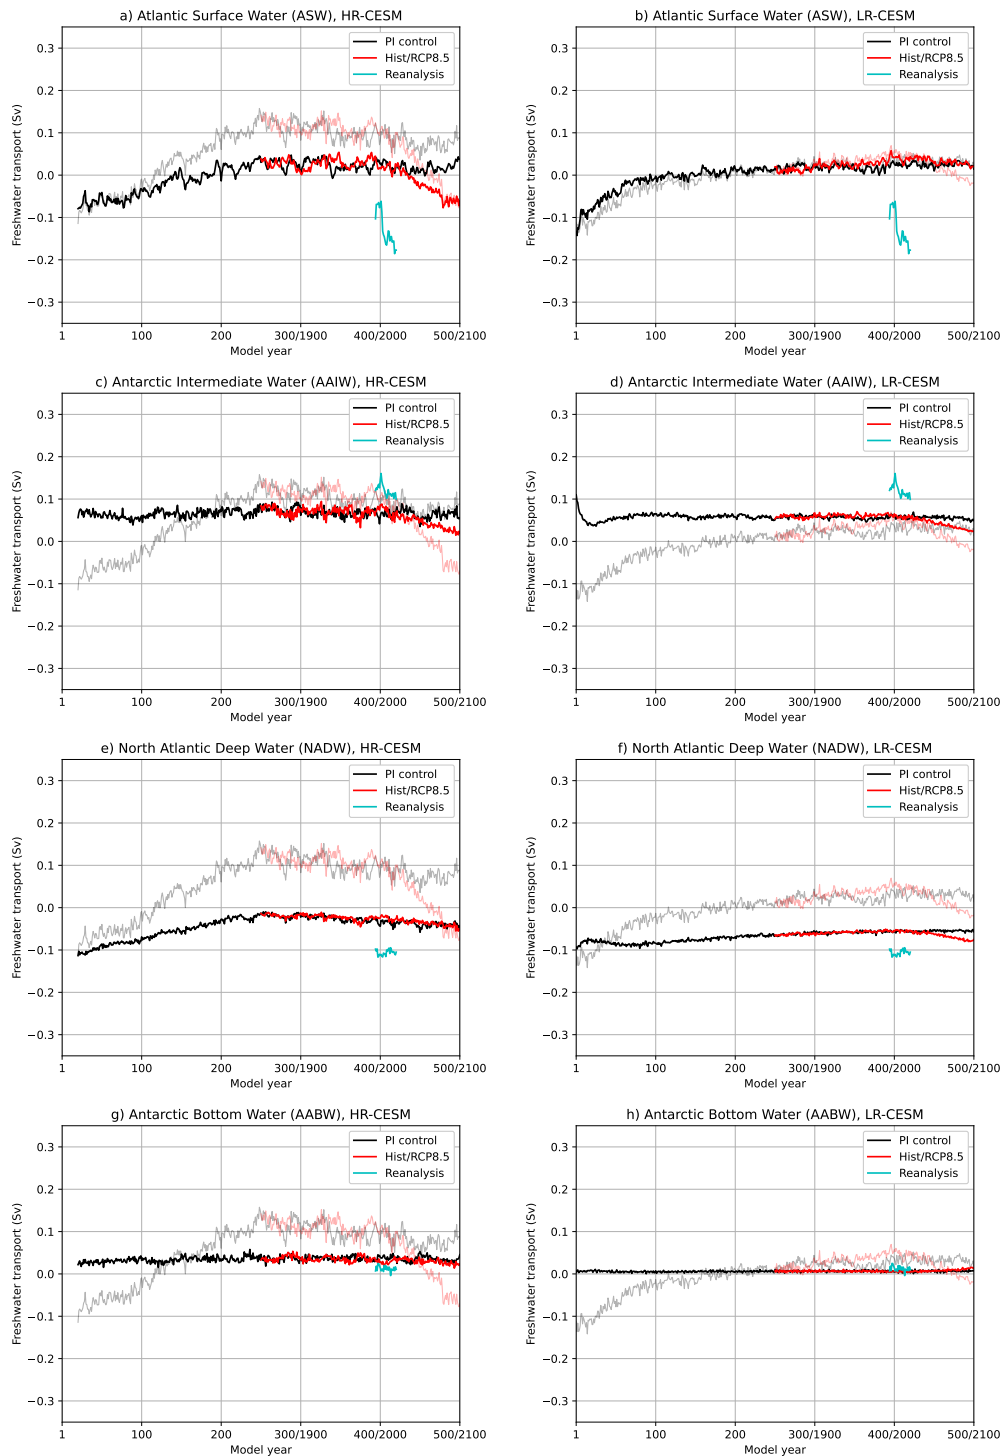 a) Atlantic Surface Water (ASW), HR-CESM
Freshwater transport (Sv)
0.3
0.2
0.1
0.0
−0.1
−0.2
−0.3
PI control
Hist/RCP8.5
Reanalysis
1 100 200 300/1900 400/2000 500/2100
Model year
b) Atlantic Surface Water (ASW), LR-CESM
Freshwater transport (Sv)
0.3
0.2
0.1
0.0
−0.1
−0.2
−0.3
PI control
Hist/RCP8.5
Reanalysis
1 100 200 300/1900 400/2000 500/2100
Model year
c) Antarctic Intermediate Water (AAIW), HR-CESM
Freshwater transport (Sv)
0.3
0.2
0.1
0.0
−0.1
−0.2
−0.3
PI control
Hist/RCP8.5
Reanalysis
1 100 200 300/1900 400/2000 500/2100
Model year
d) Antarctic Intermediate Water (AAIW), LR-CESM
Freshwater transport (Sv)
0.3
0.2
0.1
0.0
−0.1
−0.2
−0.3
PI control
Hist/RCP8.5
Reanalysis
1 100 200 300/1900 400/2000 500/2100
Model year
e) North Atlantic Deep Water (NADW), HR-CESM
Freshwater transport (Sv)
0.3
0.2
0.1
0.0
−0.1
−0.2
−0.3
PI control
Hist/RCP8.5
Reanalysis
1 100 200 300/1900 400/2000 500/2100
Model year
f) North Atlantic Deep Water (NADW), LR-CESM
Freshwater transport (Sv)
0.3
0.2
0.1
0.0
−0.1
−0.2
−0.3
PI control
Hist/RCP8.5
Reanalysis
1 100 200 300/1900 400/2000 500/2100
Model year
g) Antarctic Bottom Water (AABW), HR-CESM
Freshwater transport (Sv)
0.3
0.2
0.1
0.0
−0.1
−0.2
−0.3
PI control
Hist/RCP8.5
Reanalysis
1 100 200 300/1900 400/2000 500/2100
Model year
h) Antarctic Bottom Water (AABW), LR-CESM
Freshwater transport (Sv)
0.3
0.2
0.1
0.0
−0.1
−0.2
−0.3
PI control
Hist/RCP8.5
Reanalysis
1 100 200 300/1900 400/2000 500/2100
Model year